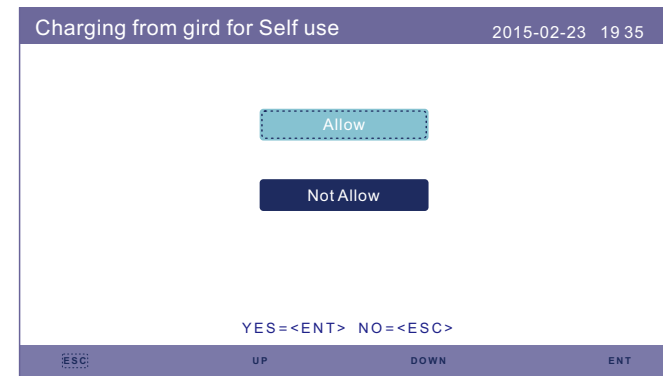 Charging from gird for Self use 2015-02-23 19 35
Allow
Not Allow
YES=<ENT> NO=<ESC>
ESC UP DOWN ENT